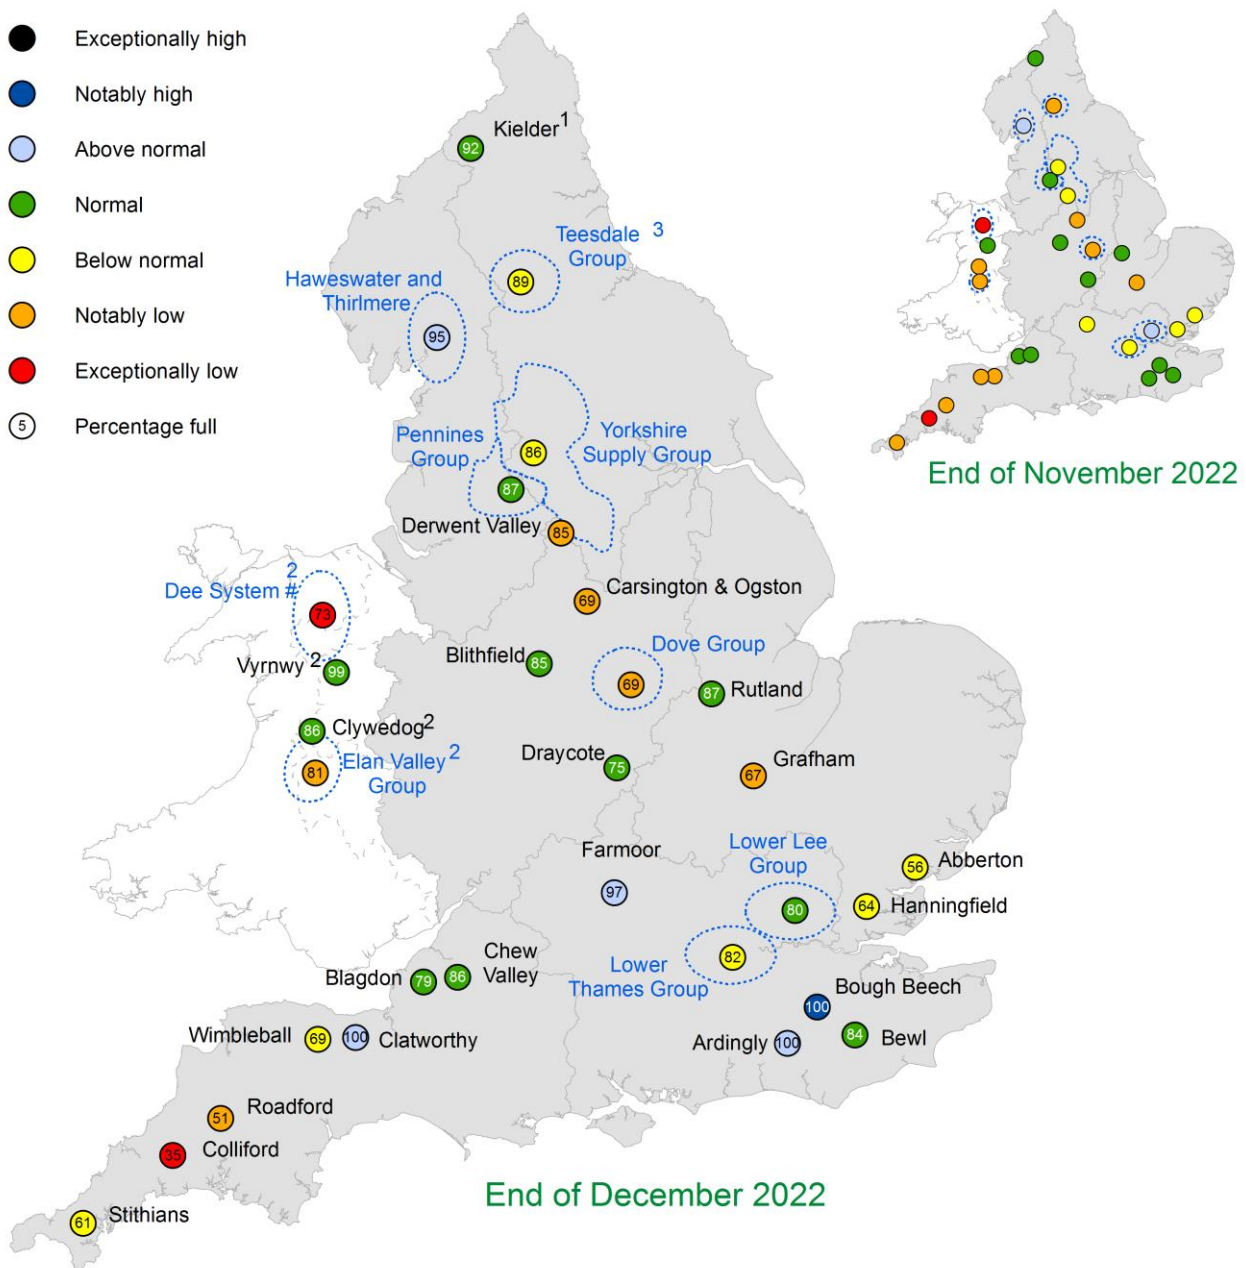 Exceptionally high
Notably high
Above normal
Normal
Below normal
Notably low
Exceptionally low
5 Percentage full
End of November 2022
Kielder 1
92
Teesdale 3
Group
89
Haweswater and
Thirlmere
95
Pennines
Group
Yorkshire
Supply Group
86
87
Derwent Valley
85
2
Dee System #
73
Carsington & Ogston
69
Vyrnwy 2
99
Blithfield
85
Dove Group
69
87
Rutland
86
Clywedog 2
Elan Valley 2
Group
81
Draycote
75
Grafham
67
Farmoor
97
Lower Lee
Group
80
Abberton
56
Hanningfield
64
Lower
Thames Group
82
Chew
Valley
86
Blagdon
79
Bough Beech
100
Wimbleball
69
100
Clatworthy
Ardingly
100
84
Bewl
Roadford
51
Colliford
35
Stithians
61
End of December 2022